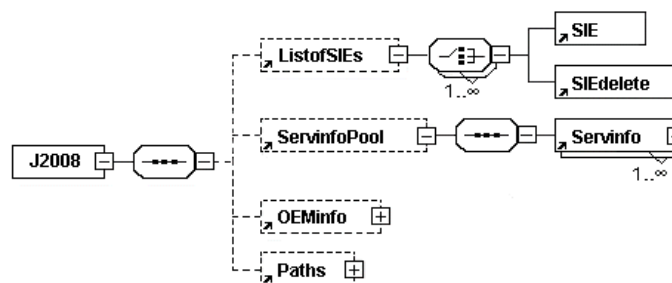 SIE
ListofSIEs
1..∞
SIEdelete
ServinfoPool
Servinfo
J2008
1..∞
OEMinfo
Paths